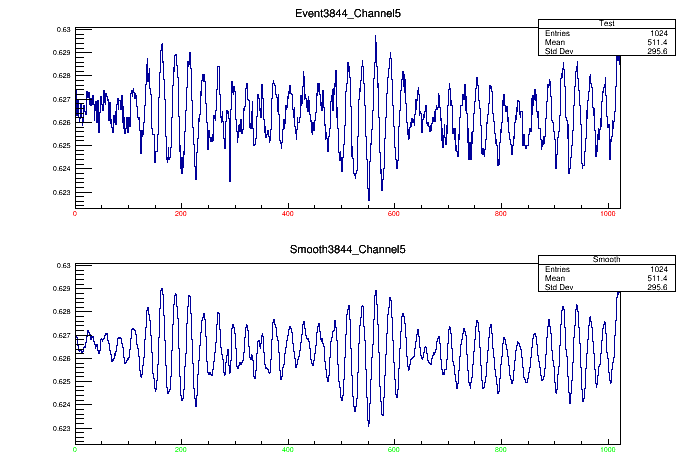 Event3844_Channel5
Test
Entries 1024
Mean 511.4
Std Dev 295.6
0.63
0.629
0.628
0.627
0.626
0.625
0.624
0.623
0 200 400 600 800 1000
Smooth3844_Channel5
Smooth
Entries 1024
Mean 511.4
Std Dev 295.6
0.63
0.629
0.628
0.627
0.626
0.625
0.624
0.623
0 200 400 600 800 1000